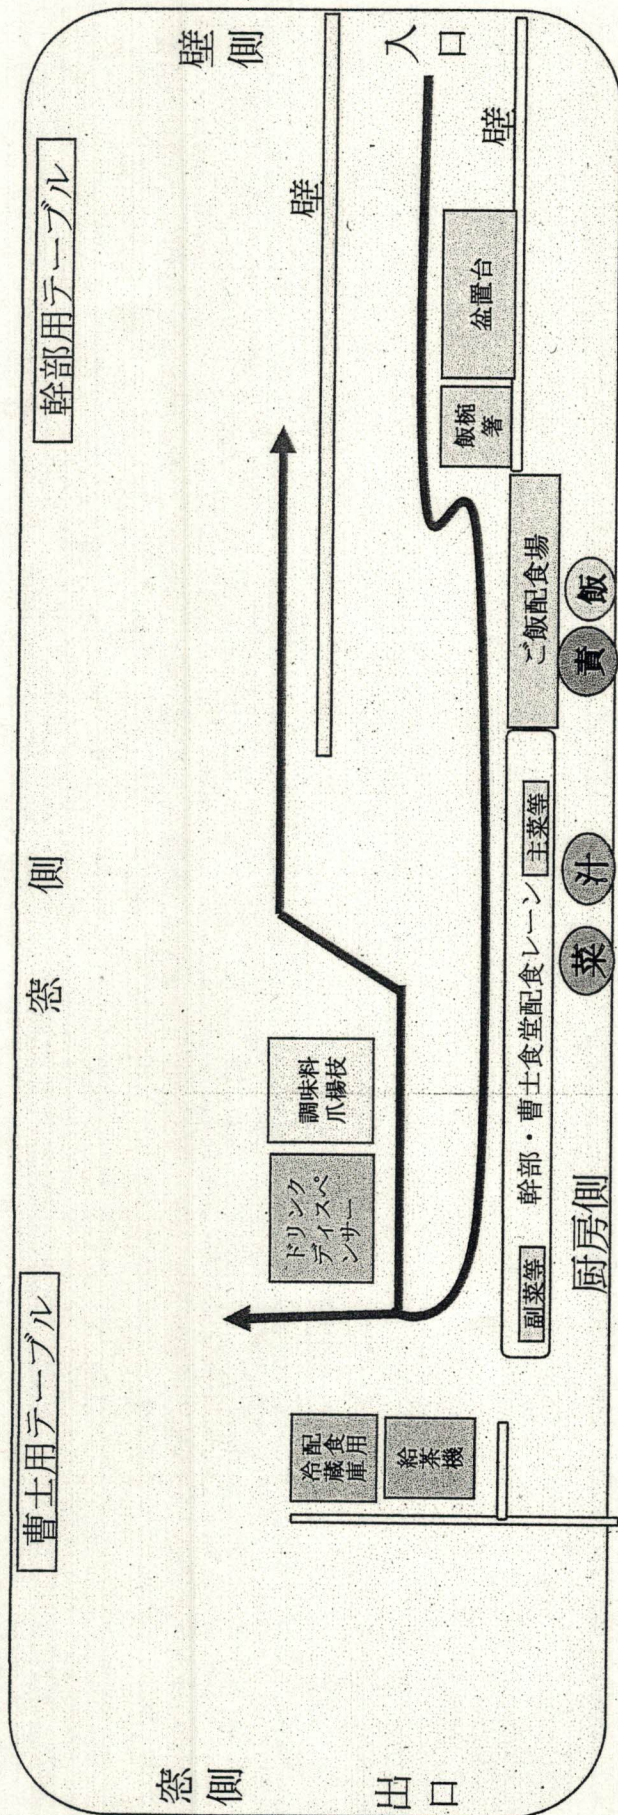 曹士用テーブル
窓側
幹部用テーブル
窓側
壁側
配食用
冷蔵庫
給茶機
ドリンク
ディスペ
ンサー
調味料
爪楊枝
壁
出口
入口
飯椀
箸
盆置台
壁
副菜等
幹部・曹士食堂配食レーン
主菜等
ご飯配食場
厨房側
菜
汁
責
飯